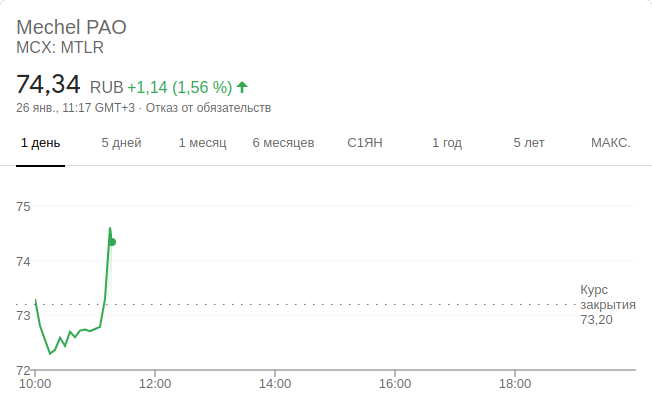 Mechel PAO
MCX: MTLR
74,34 RUB +1,14 (1,56 %)
26 янв., 11:17 GMT+3 · Отказ от обязательств
1 день 5 дней 1 месяц 6 месяцев С1ЯН 1 год 5 лет МАКС.
75
74
73
72
Курс
закрытия
73,20
10:00 12:00 14:00 16:00 18:00